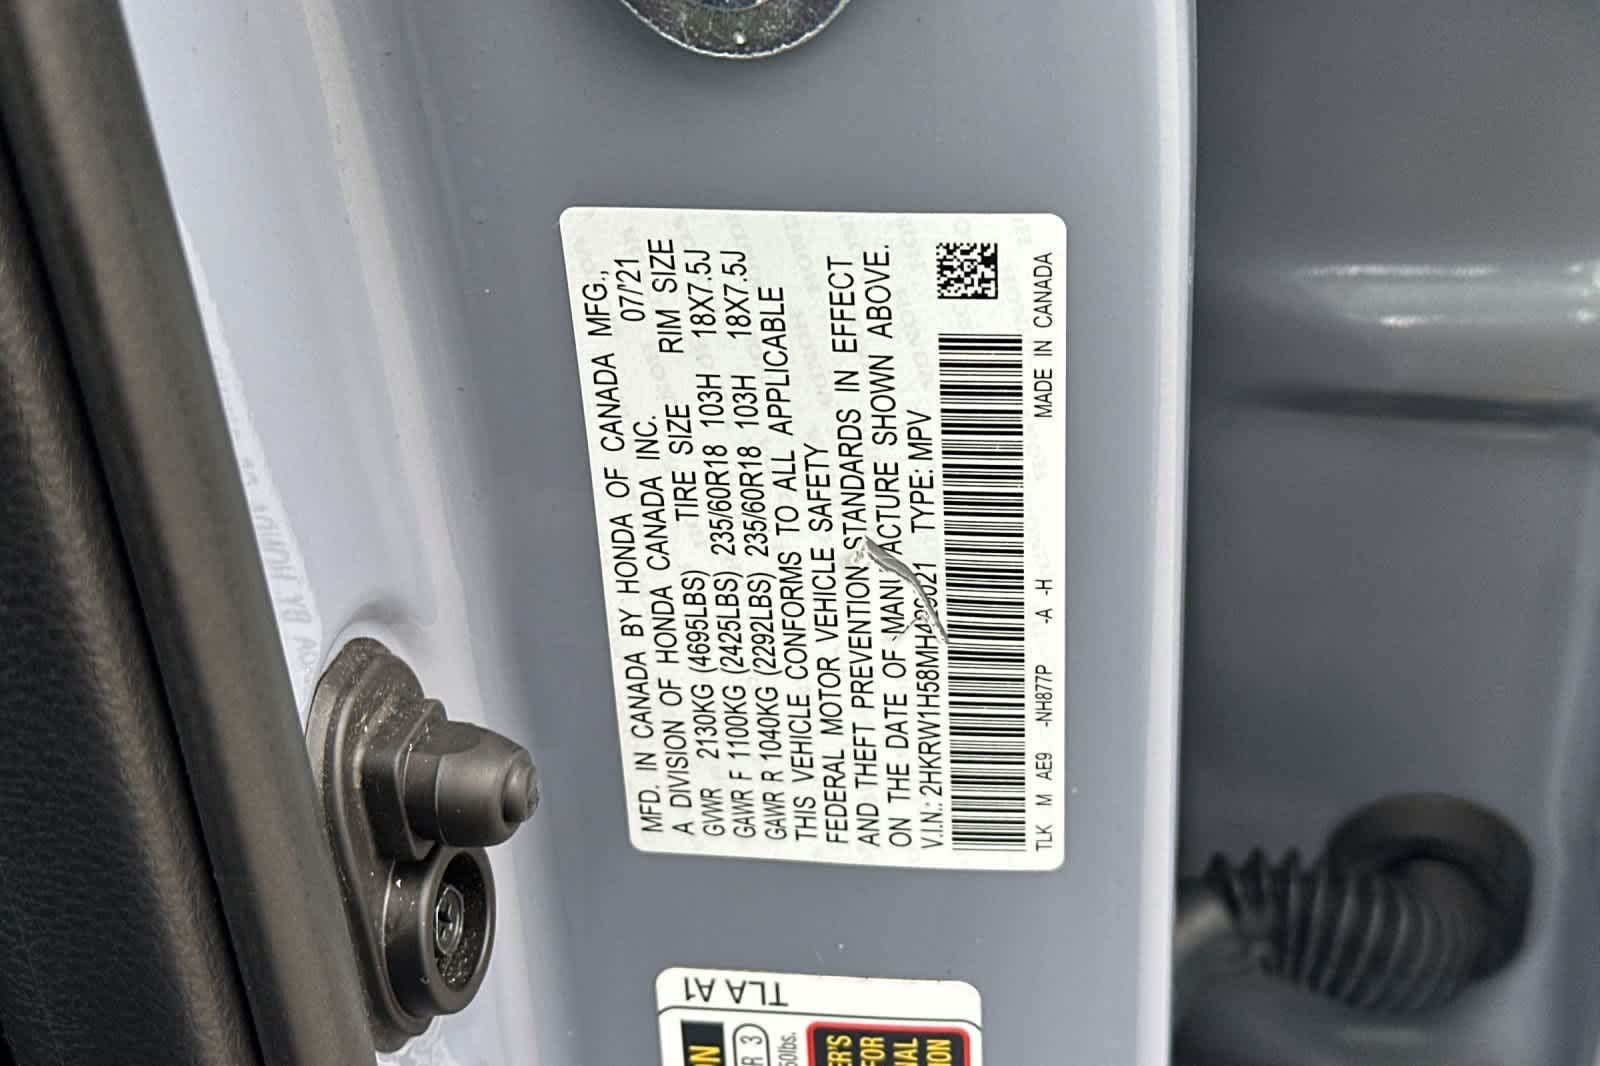 MFD. IN CANADA BY HONDA OF CANADA MFG.,
A DIVISION OF HONDA CANADA INC. 07/'21
GVWR 2130KG (4695LBS) TIRE SIZE RIM SIZE
GAWR F 1100KG (2425LBS) 235/60R18 103H 18X7.5J
GAWR R 1040KG (2292LBS) 235/60R18 103H 18X7.5J
THIS VEHICLE CONFORMS TO ALL APPLICABLE
FEDERAL MOTOR VEHICLE SAFETY
AND THEFT PREVENTION STANDARDS IN EFFECT
ON THE DATE OF MANUFACTURE SHOWN ABOVE.
V.I.N.: TYPE: MPV
TLK M AE9 -NH877P -A -H MADE IN CANADA
TLA A1